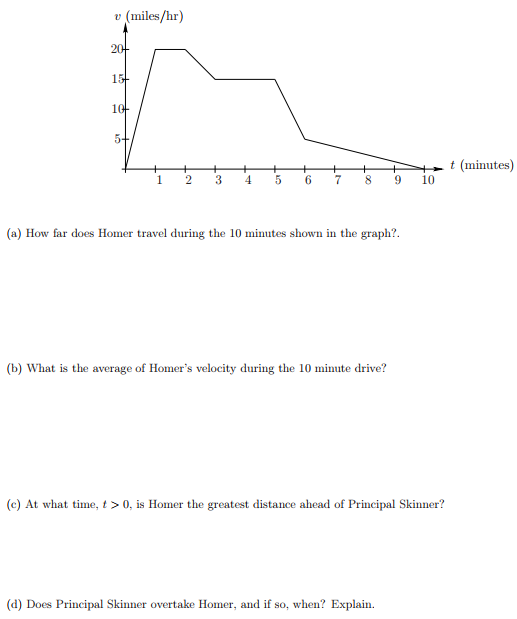 v (miles/hr)
20
15
10
5
t (minutes)
1 2 3 4 5 6 7 8 9 10
(a) How far does Homer travel during the 10 minutes shown in the graph?.
(b) What is the average of Homer's velocity during the 10 minute drive?
(c) At what time, t > 0, is Homer the greatest distance ahead of Principal Skinner?
(d) Does Principal Skinner overtake Homer, and if so, when? Explain.